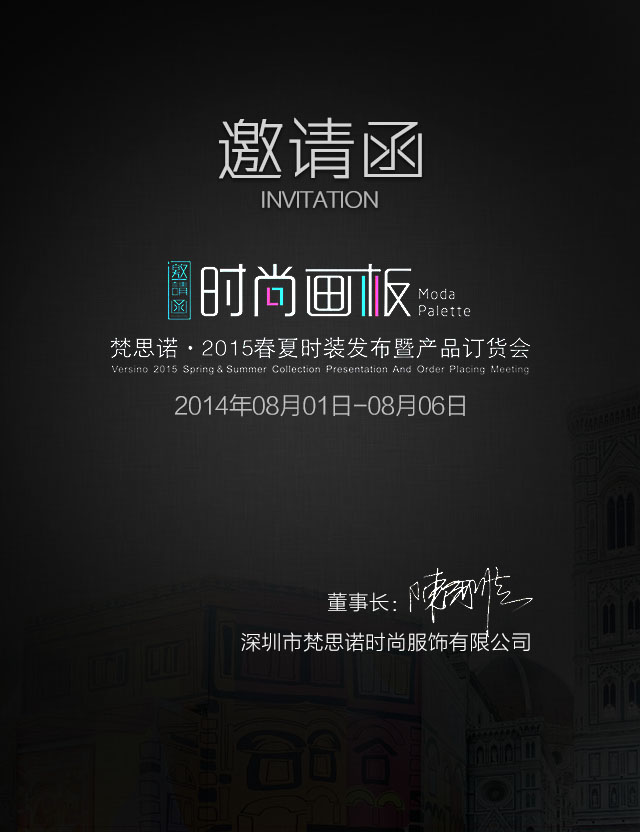 邀请函
INVITATION
邀請函
时尚画板
Moda
Palette
梵思诺·2015春夏时装发布暨产品订货会
Versino 2015 Spring & Summer Collection Presentation And Order Placing Meeting
2014年08月01日-08月06日
董事长：
深圳市梵思诺时尚服饰有限公司